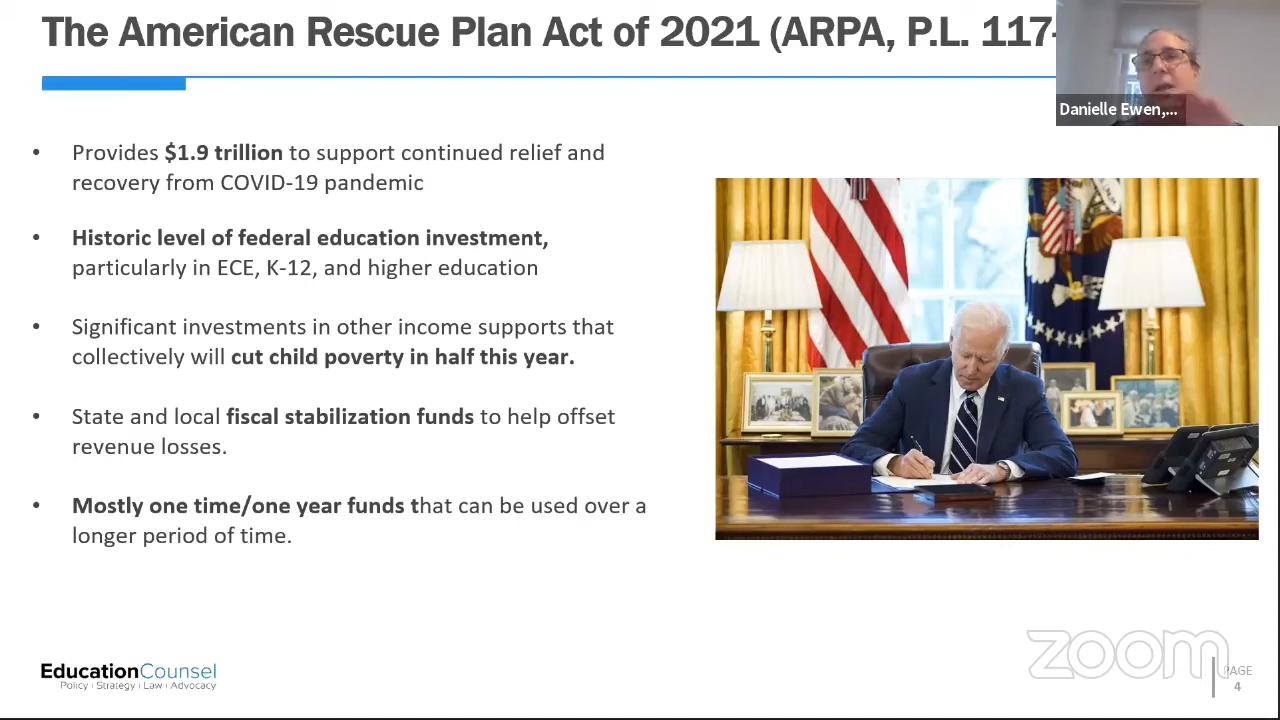 The American Rescue Plan Act of 2021 (ARPA, P.L. 117-
Danielle Ewen,...
• Provides $1.9 trillion to support continued relief and
recovery from COVID-19 pandemic
• Historic level of federal education investment,
particularly in ECE, K-12, and higher education
• Significant investments in other income supports that
collectively will cut child poverty in half this year.
• State and local fiscal stabilization funds to help offset
revenue losses.
• Mostly one time/one year funds that can be used over a
longer period of time.
EducationCounsel
Policy | Strategy | Law | Advocacy
zoom
PAGE
4